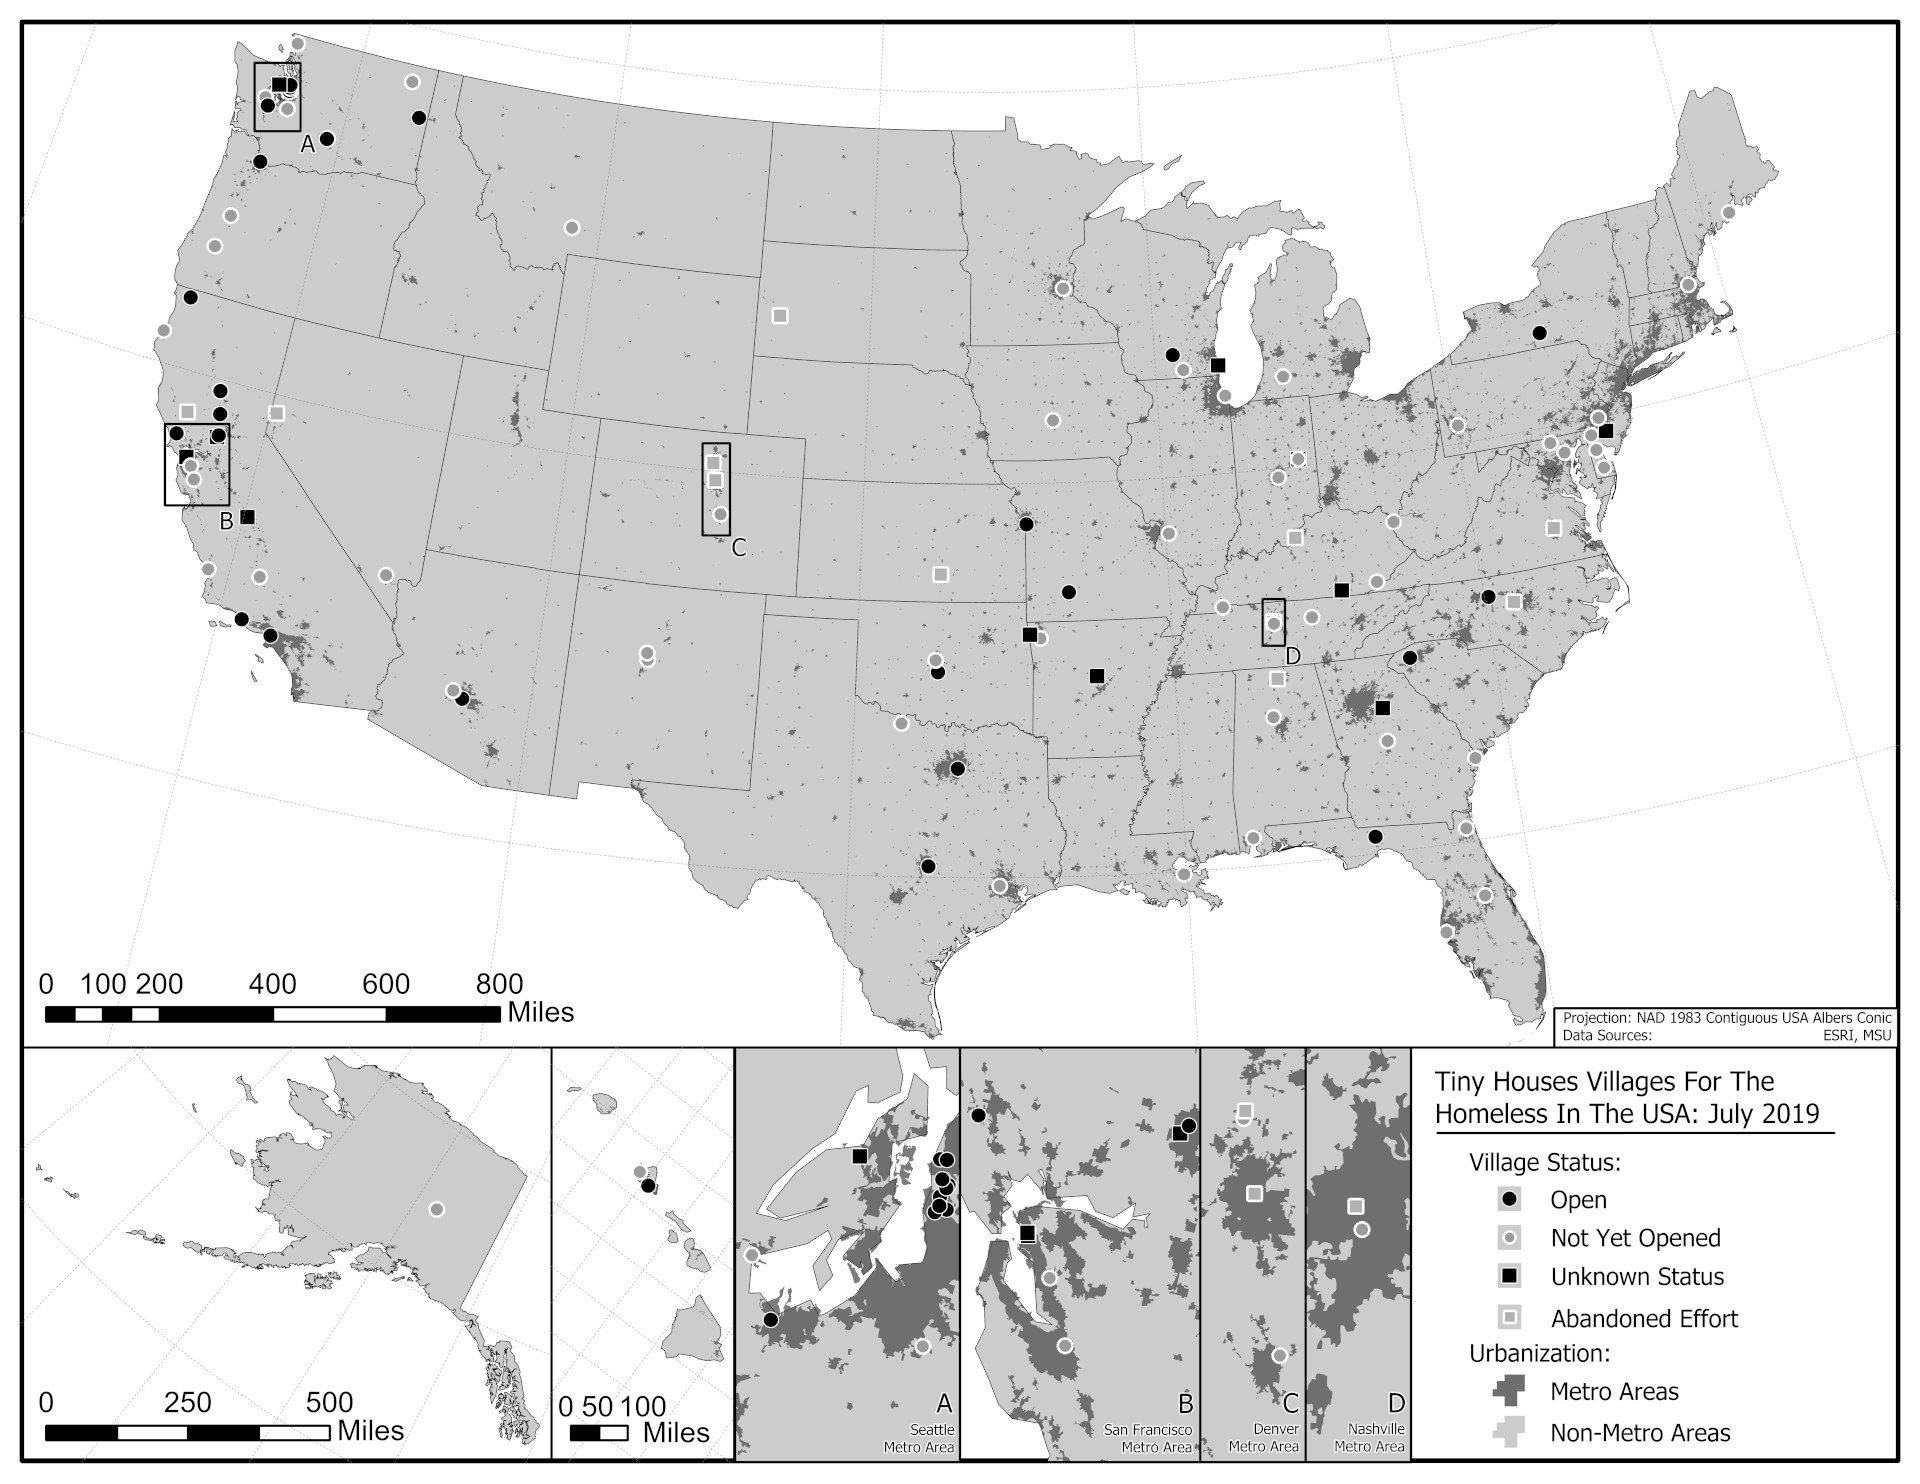 A
B
C
D
0 100 200 400 600 800
Miles
Projection: NAD 1983 Contiguous USA Albers Conic
Data Sources: ESRI, MSU
0 250 500
Miles
0 50 100
Miles
A
Seattle
Metro Area
B
San Francisco
Metro Area
C
Denver
Metro Area
D
Nashville
Metro Area
Tiny Houses Villages For The
Homeless In The USA: July 2019
Village Status:
Open
Not Yet Opened
Unknown Status
Abandoned Effort
Urbanization:
Metro Areas
Non-Metro Areas